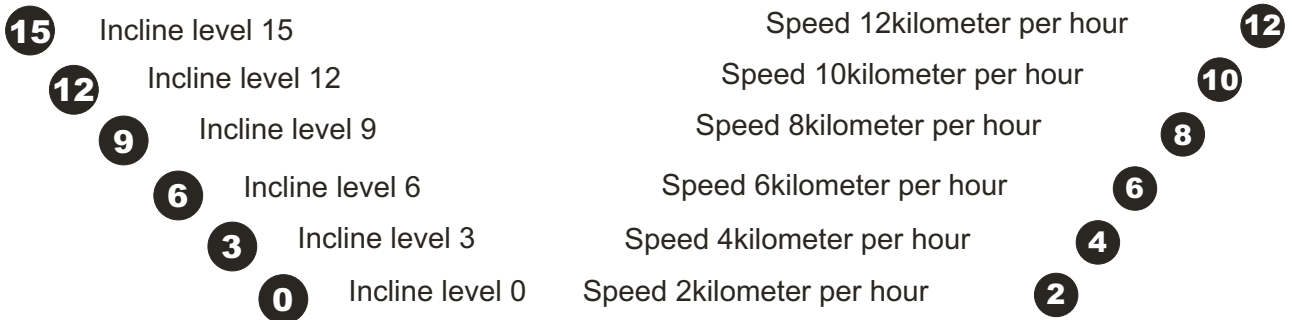 15 Incline level 15 Speed 12kilometer per hour 12
12 Incline level 12 Speed 10kilometer per hour 10
9 Incline level 9 Speed 8kilometer per hour 8
6 Incline level 6 Speed 6kilometer per hour 6
3 Incline level 3 Speed 4kilometer per hour 4
0 Incline level 0 Speed 2kilometer per hour 2